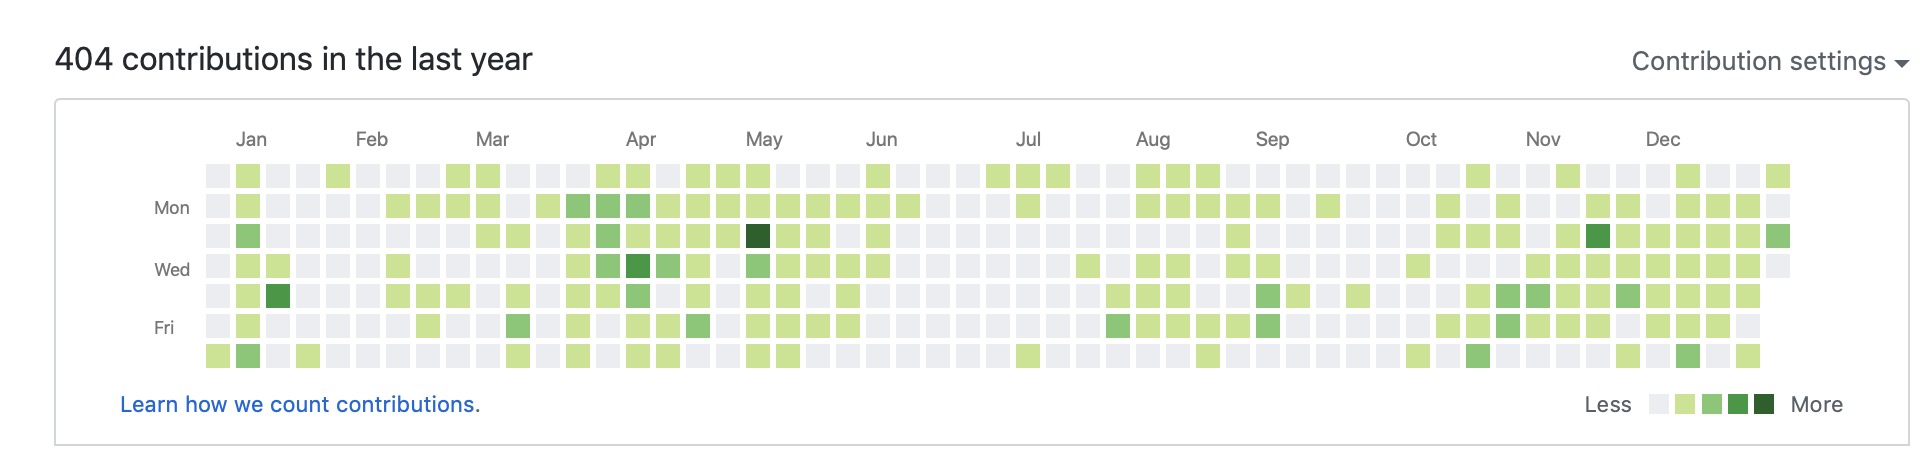 404 contributions in the last year
Contribution settings
Jan Feb Mar Apr May Jun Jul Aug Sep Oct Nov Dec
Mon
Wed
Fri
Learn how we count contributions.
Less More